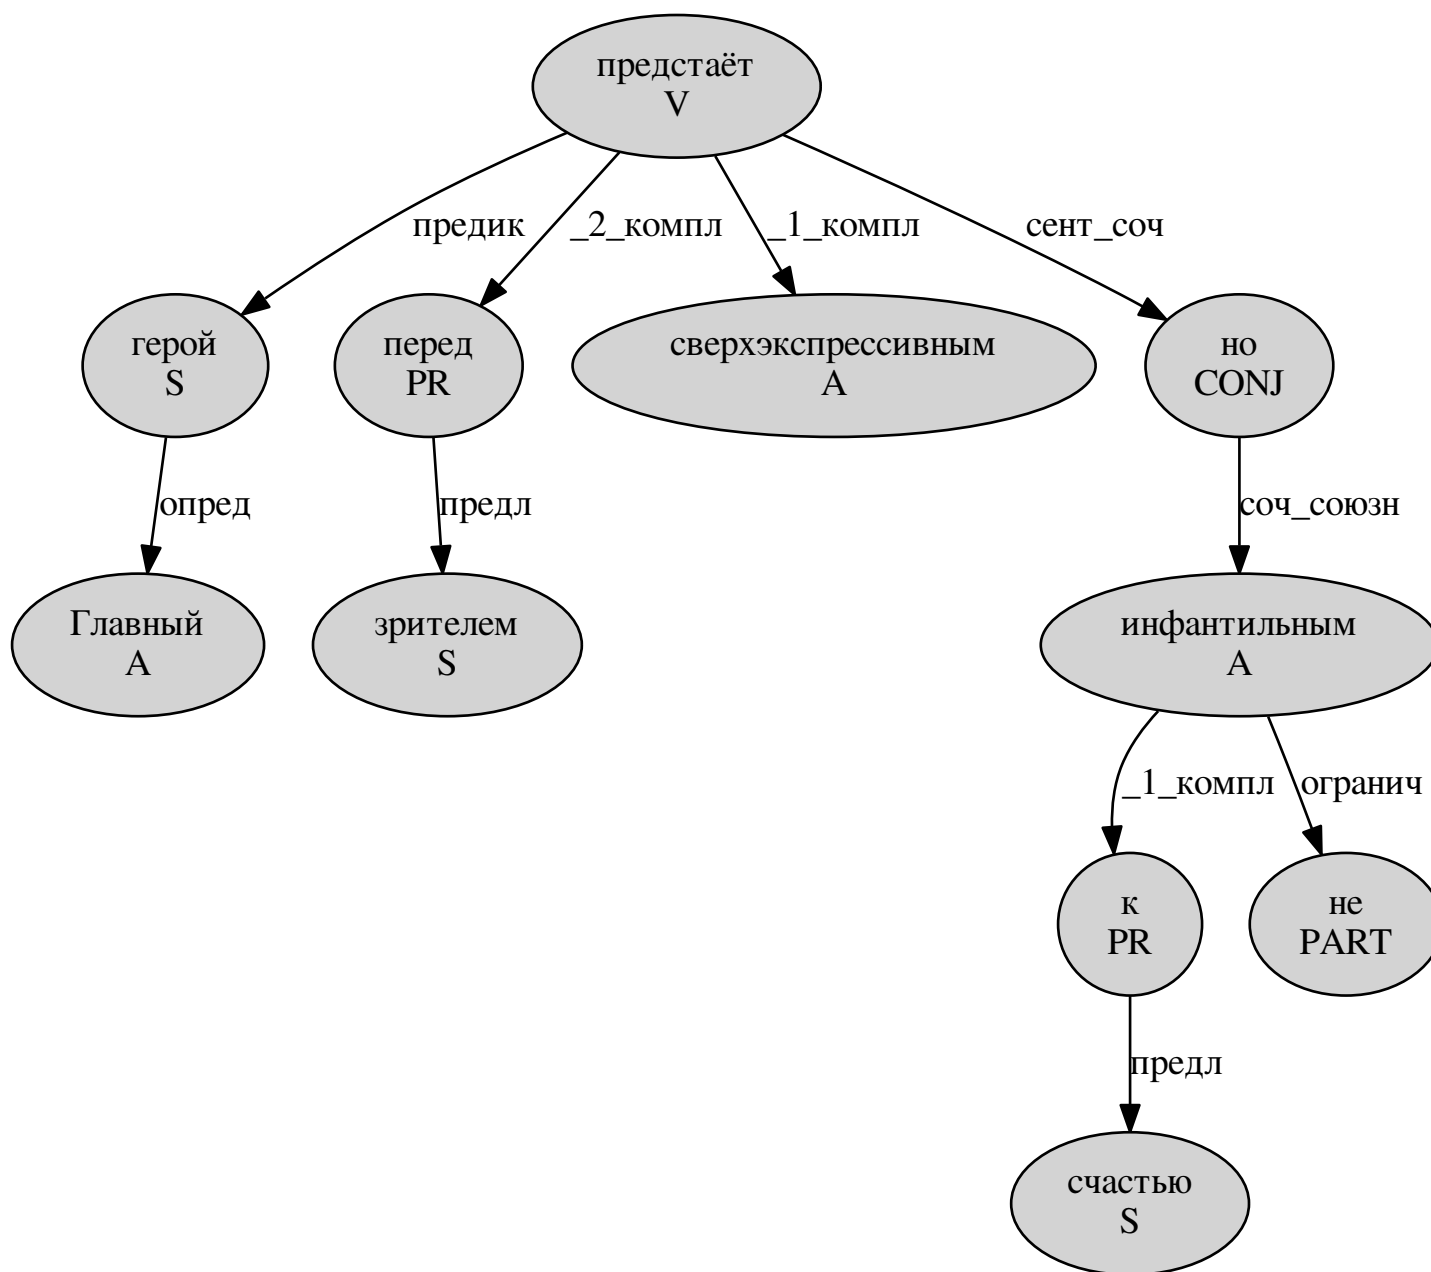 предстаёт
V
предик
_2_компл
_1_компл
сент_соч
герой
S
перед
PR
сверхэкспрессивным
A
но
CONJ
опред
предл
соч_союзн
Главный
A
зрителем
S
инфантильным
A
_1_компл
огранич
к
PR
не
PART
предл
счастью
S